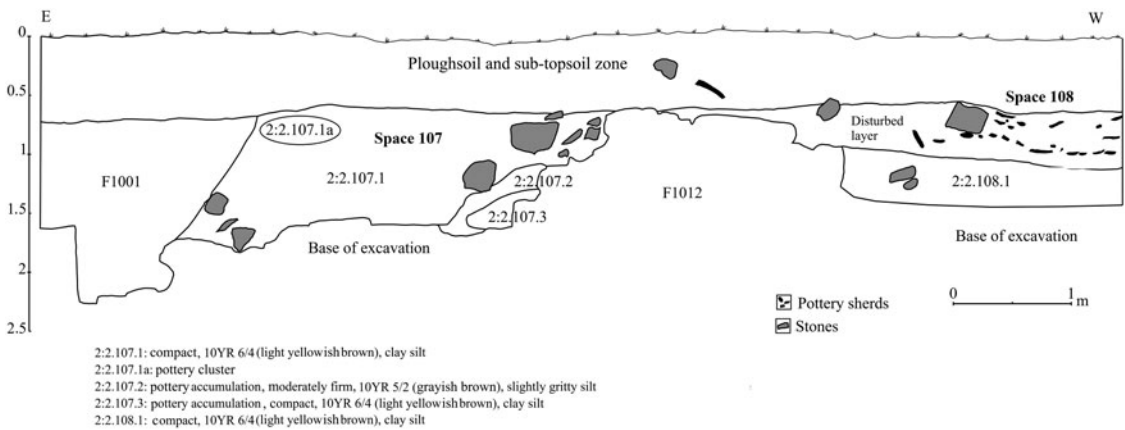 E
W
0
0.5
1
1.5
2
2.5
Ploughsoil and sub-topsoil zone
Space 108
2:2.107.1a
Space 107
Disturbed
layer
F1001
2:2.107.1
2:2.107.2
F1012
2:2.108.1
2:2.107.3
Base of excavation
Base of excavation
0
1
m
Pottery sherds
Stones
2:2.107.1: compact, 10YR 6/4 (light yellowish brown), clay silt
2:2.107.1a: pottery cluster
2:2.107.2: pottery accumulation, moderately firm, 10YR 5/2 (grayish brown), slightly gritty silt
2:2.107.3: pottery accumulation, compact, 10YR 6/4 (light yellowish brown), clay silt
2:2.108.1: compact, 10YR 6/4 (light yellowish brown), clay silt